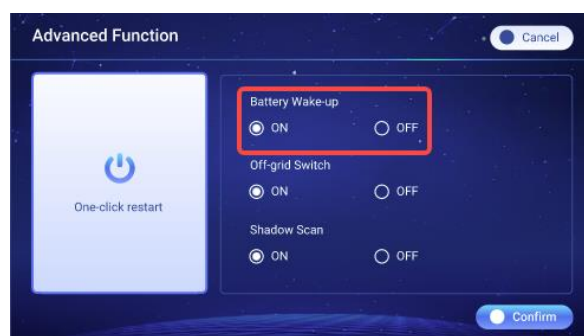 Advanced Function
Cancel
Battery Wake-up
ON OFF
Off-grid Switch
ON OFF
One-click restart
Shadow Scan
ON OFF
Confirm